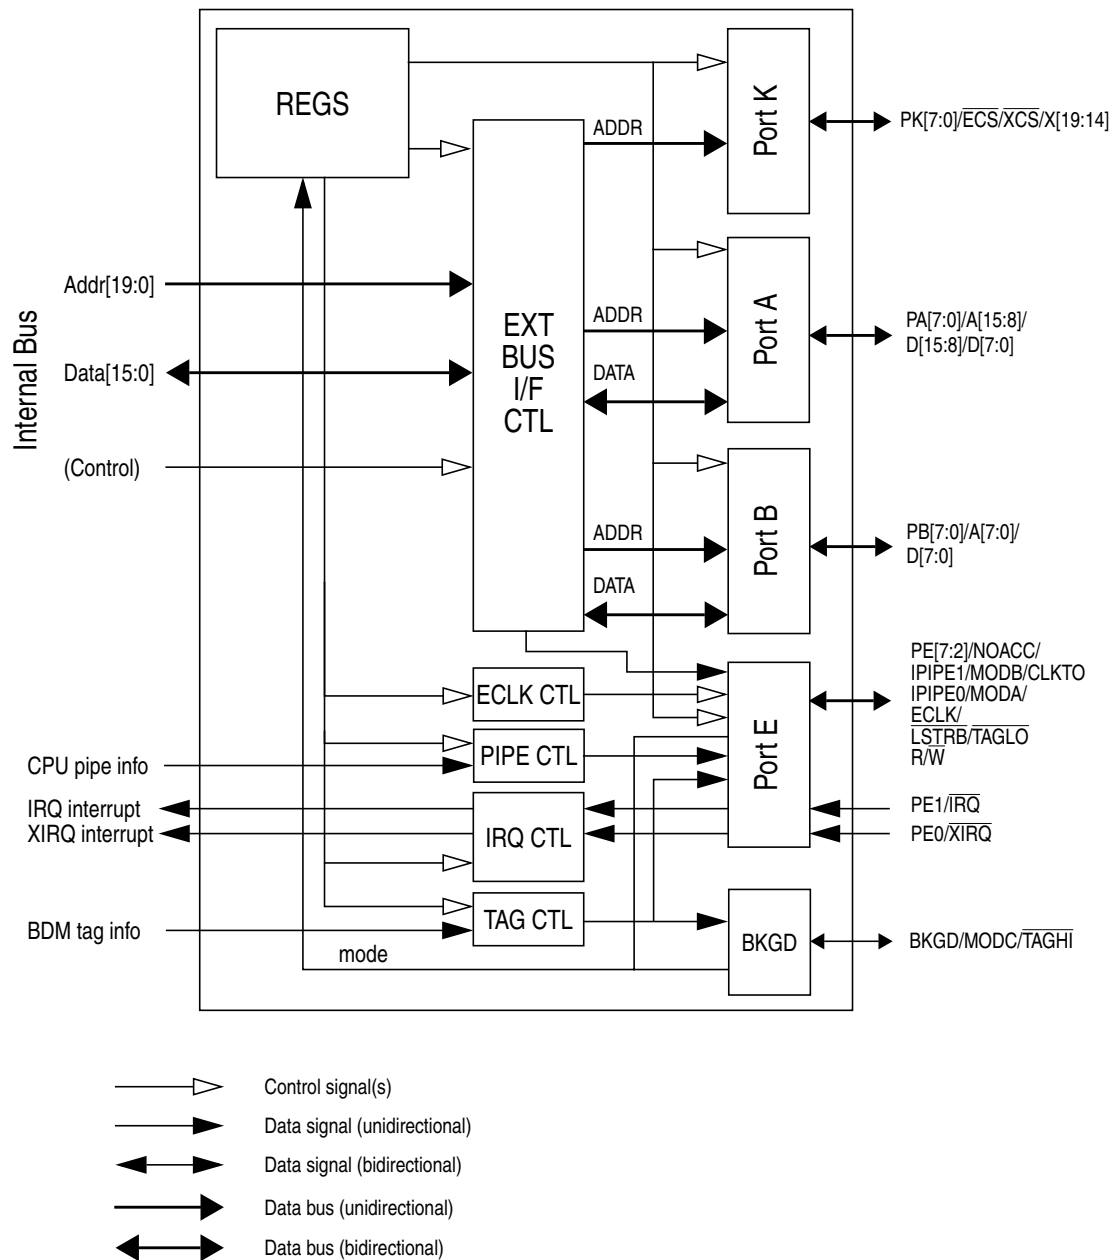 REGS
Port K
ADDR
PK[7:0]/ECS/XCS/X[19:14]
Internal Bus
Addr[19:0]
Data[15:0]
(Control)
EXT
BUS
I/F
CTL
ADDR
DATA
Port A
PA[7:0]/A[15:8]/
D[15:8]/D[7:0]
ADDR
DATA
Port B
PB[7:0]/A[7:0]/
D[7:0]
ECLK CTL
PIPE CTL
IRQ CTL
TAG CTL
Port E
PE[7:2]/NOACC/
IPIPE1/MODB/CLKTO
IPIPE0/MODA/
ECLK/
LSTRB/TAGLO
R/W
CPU pipe info
IRQ interrupt
XIRQ interrupt
PE1/IRQ
PE0/XIRQ
BDM tag info
mode
BKGD
BKGD/MODC/TAGHI
Control signal(s)
Data signal (unidirectional)
Data signal (bidirectional)
Data bus (unidirectional)
Data bus (bidirectional)